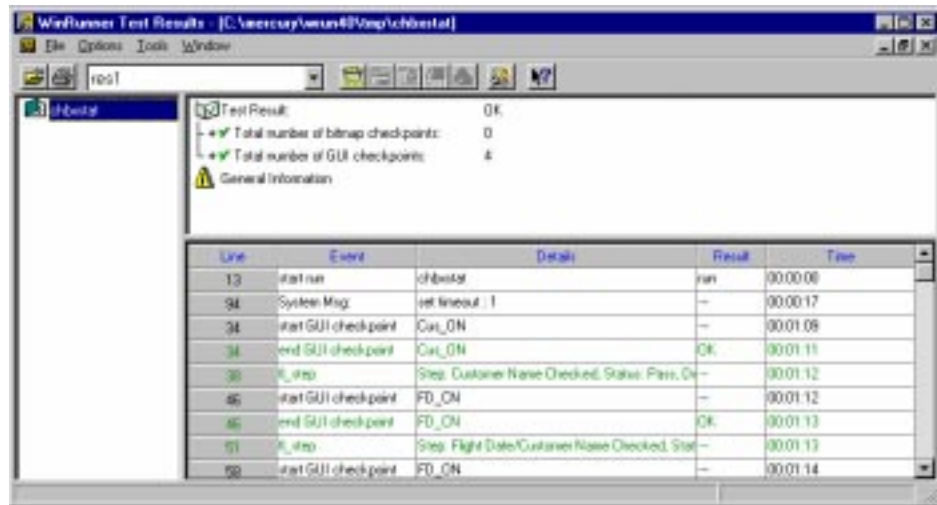 WinRunner Test Results - [C:\mercury\wrun40\tmp\chbxstat]
File Options Tools Window
res1
chbxstat
Test Result: OK
Total number of bitmap checkpoints: 0
Total number of GUI checkpoints: 4
General Information
Line Event Details Result Time
13 start run chbxstat run 00:00:00
94 System Msg: set timeout : 1 -- 00:00:17
34 start GUI checkpoint Cus_ON -- 00:01:09
34 end GUI checkpoint Cus_ON OK 00:01:11
38 tl_step Step: Customer Name Checked, Status: Pass, De -- 00:01:12
46 start GUI checkpoint FD_CN -- 00:01:12
46 end GUI checkpoint FD_CN OK 00:01:13
51 tl_step Step: Flight Date/Customer Name Checked, Stat -- 00:01:13
58 start GUI checkpoint FD_ON -- 00:01:14